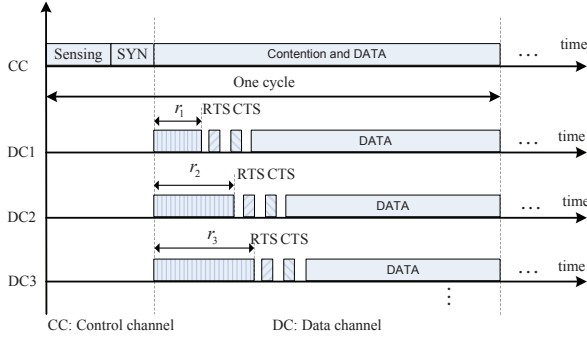 Sensing SYN Contention and DATA ... time
CC
One cycle
r1 RTS CTS
time
DC1 DATA ...
r2 RTS CTS
time
DC2 DATA ...
r3 RTS CTS
time
DC3 DATA ...
CC: Control channel DC: Data channel